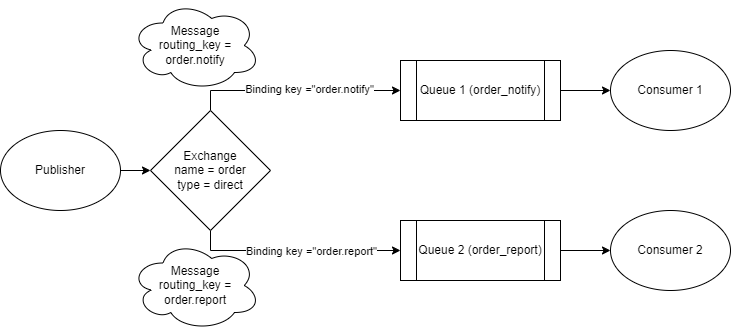 Message
routing_key =
order.notify
Binding key ="order.notify"
Queue 1 (order_notify)
Consumer 1
Publisher
Exchange
name = order
type = direct
Binding key ="order.report"
Queue 2 (order_report)
Consumer 2
Message
routing_key =
order.report